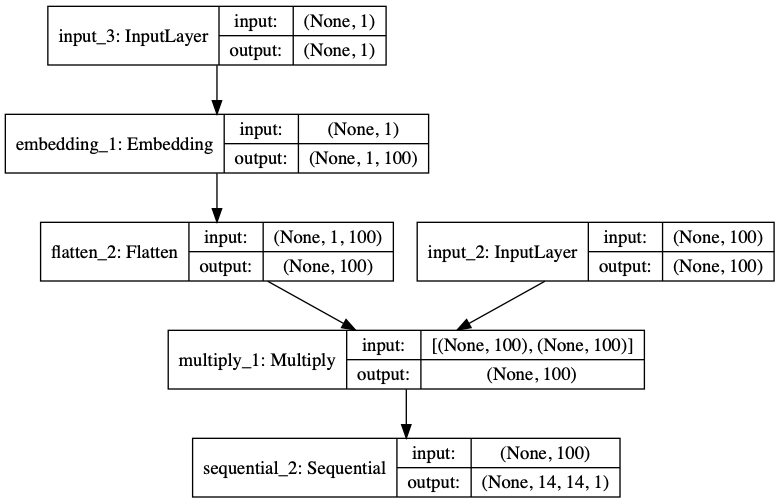 input_3: InputLayer
input: (None, 1)
output: (None, 1)
embedding_1: Embedding
input: (None, 1)
output: (None, 1, 100)
flatten_2: Flatten
input: (None, 1, 100)
output: (None, 100)
input_2: InputLayer
input: (None, 100)
output: (None, 100)
multiply_1: Multiply
input: [(None, 100), (None, 100)]
output: (None, 100)
sequential_2: Sequential
input: (None, 100)
output: (None, 14, 14, 1)